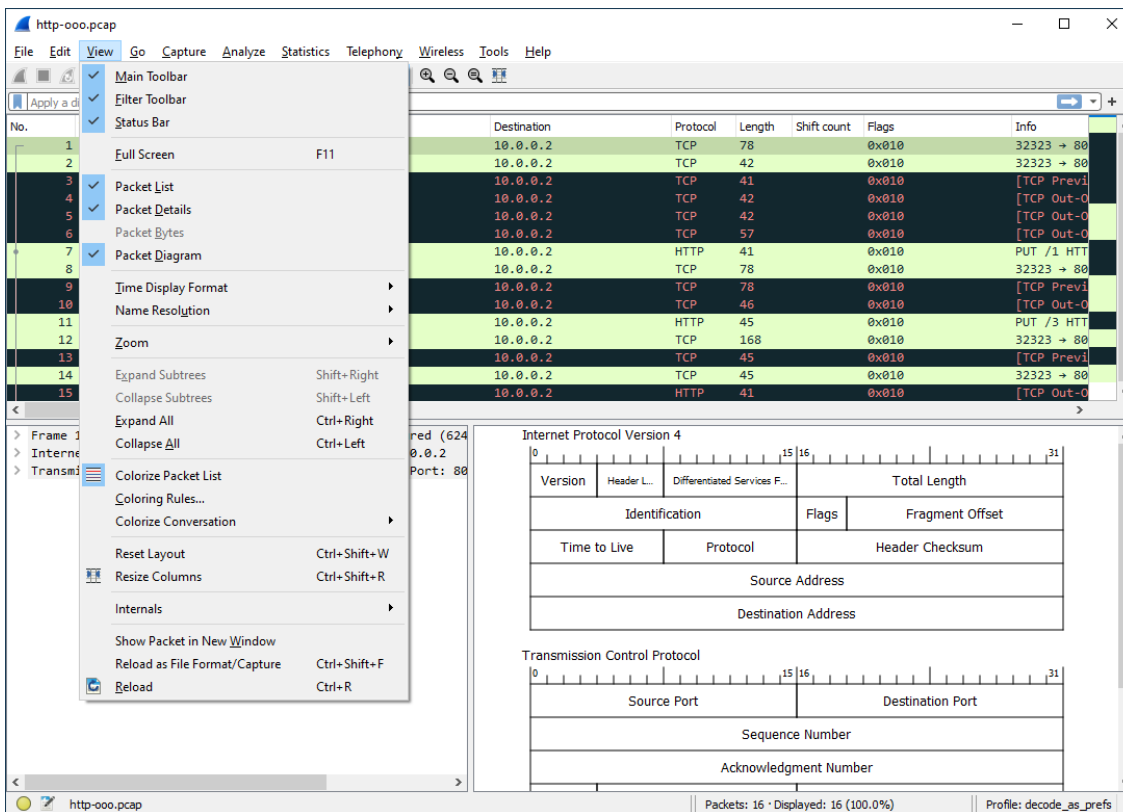 http-ooo.pcap
File Edit View Go Capture Analyze Statistics Telephony Wireless Tools Help
Apply a di
Main Toolbar
Filter Toolbar
Status Bar
Full Screen F11
Packet List
Packet Details
Packet Bytes
Packet Diagram
Time Display Format
Name Resolution
Zoom
Expand Subtrees Shift+Right
Collapse Subtrees Shift+Left
Expand All Ctrl+Right
Collapse All Ctrl+Left
Colorize Packet List
Coloring Rules...
Colorize Conversation
Reset Layout Ctrl+Shift+W
Resize Columns Ctrl+Shift+R
Internals
Show Packet in New Window
Reload as File Format/Capture Ctrl+Shift+F
Reload Ctrl+R
No. Destination Protocol Length Shift count Flags Info
1 10.0.0.2 TCP 78 0x010 32323 → 80
2 10.0.0.2 TCP 42 0x010 32323 → 80
3 10.0.0.2 TCP 41 0x010 [TCP Previ
4 10.0.0.2 TCP 42 0x010 [TCP Out-O
5 10.0.0.2 TCP 42 0x010 [TCP Out-O
6 10.0.0.2 TCP 57 0x010 [TCP Out-O
7 10.0.0.2 HTTP 41 0x010 PUT /1 HTT
8 10.0.0.2 TCP 78 0x010 32323 → 80
9 10.0.0.2 TCP 78 0x010 [TCP Previ
10 10.0.0.2 TCP 46 0x010 [TCP Out-O
11 10.0.0.2 HTTP 45 0x010 PUT /3 HTT
12 10.0.0.2 TCP 168 0x010 32323 → 80
13 10.0.0.2 TCP 45 0x010 [TCP Previ
14 10.0.0.2 TCP 45 0x010 32323 → 80
15 10.0.0.2 HTTP 41 0x010 [TCP Out-O
Frame 1 red (624
Interne 0.0.2
Transmi Port: 80
Internet Protocol Version 4
0 15 16 31
Version Header L... Differentiated Services F... Total Length
Identification Flags Fragment Offset
Time to Live Protocol Header Checksum
Source Address
Destination Address
Transmission Control Protocol
0 15 16 31
Source Port Destination Port
Sequence Number
Acknowledgment Number
http-ooo.pcap Packets: 16 · Displayed: 16 (100.0%) Profile: decode_as_prefs